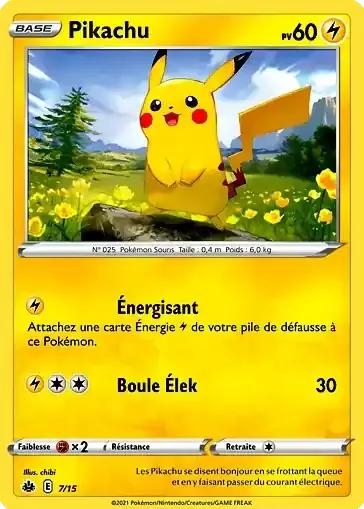 BASE Pikachu PV60
N° 025 Pokémon Souris Taille : 0,4 m Poids : 6,0 kg
Énergisant
Attachez une carte Énergie de votre pile de défausse à
ce Pokémon.
Boule Élek 30
Faiblesse ×2 Résistance Retraite
Illus. chibi
E 7/15
Les Pikachu se disent bonjour en se frottant la queue
et en y faisant passer du courant électrique.
©2021 Pokémon/Nintendo/Creatures/GAME FREAK